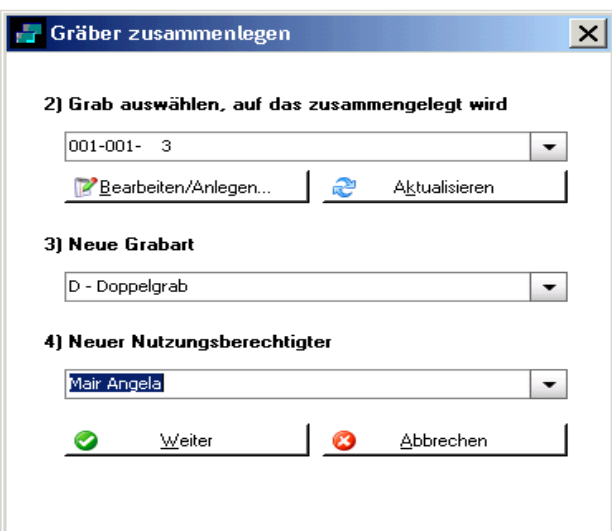 Gräber zusammenlegen
2) Grab auswählen, auf das zusammengelegt wird
001-001-   3
Bearbeiten/Anlegen... Aktualisieren
3) Neue Grabart
D - Doppelgrab
4) Neuer Nutzungsberechtigter
Mair Angela
Weiter Abbrechen